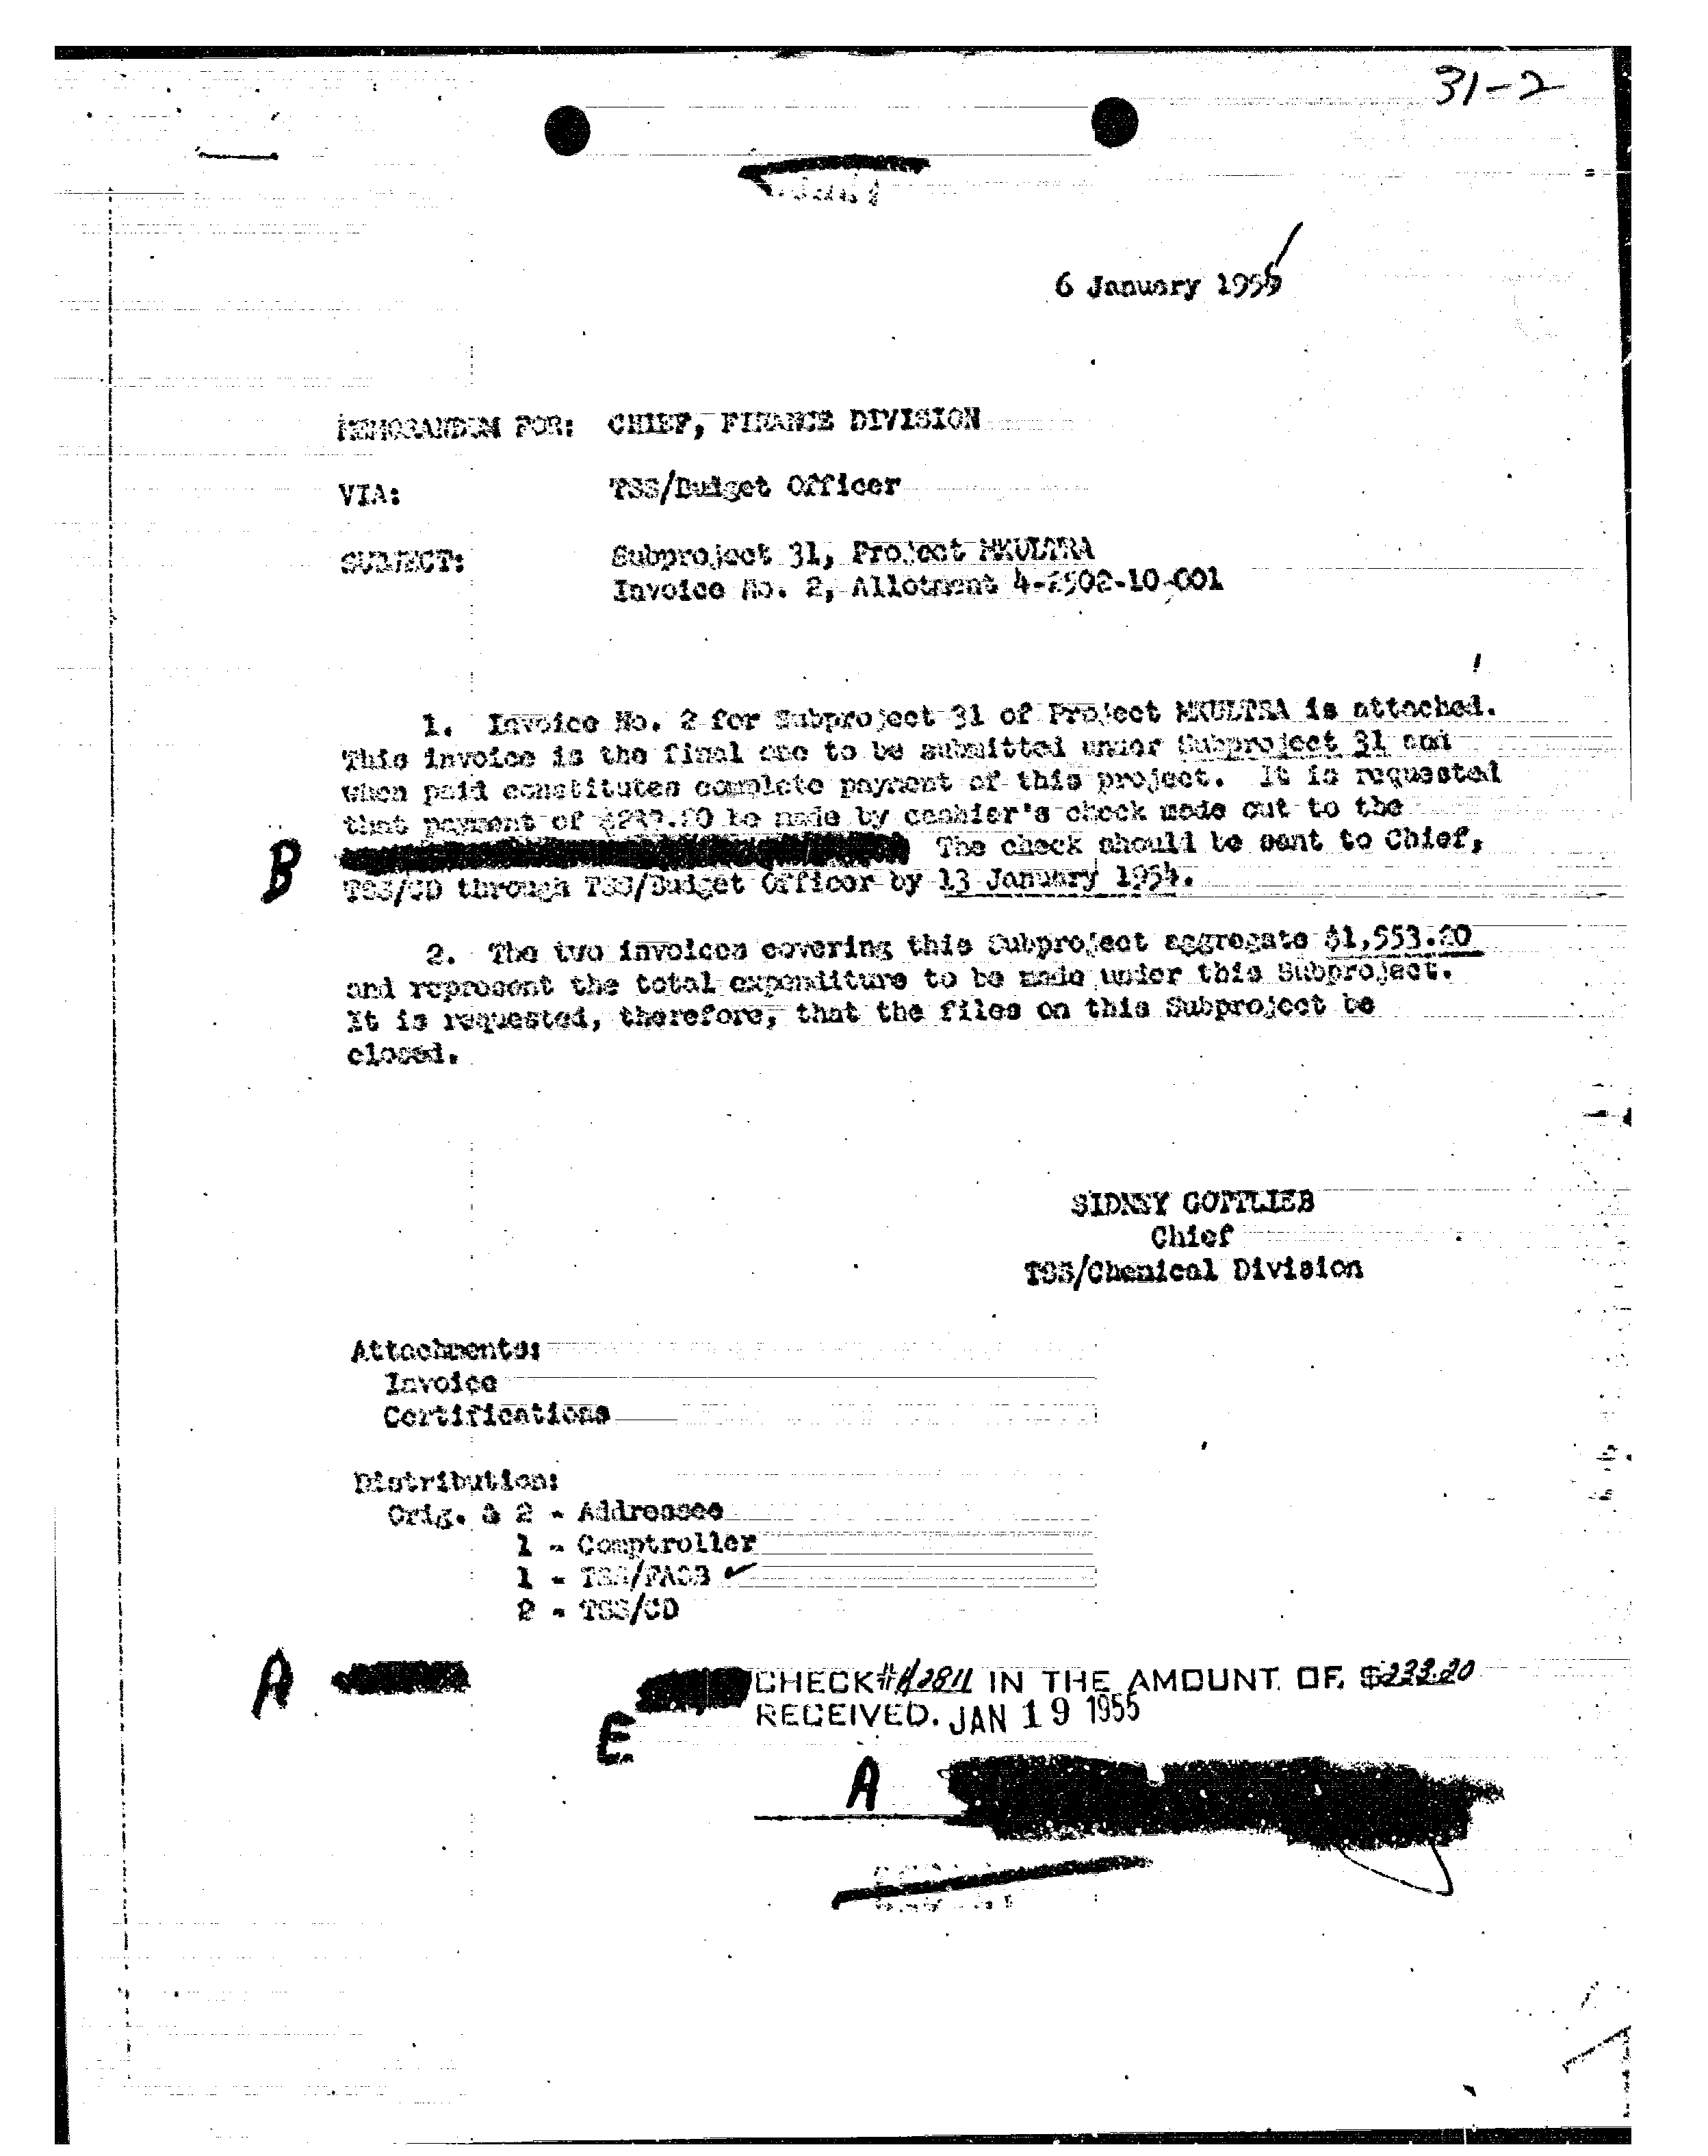 31-2
6 January 1955
MEMORANDUM FOR: CHIEF, FINANCE DIVISION
VIA: TSS/Budget Officer
SUBJECT: Subproject 31, Project MKULTRA
Invoice No. 2, Allotment 4-2502-10-001
1. Invoice No. 2 for Subproject 31 of Project MKULTRA is attached.
This invoice is the final one to be submitted under Subproject 31 and
when paid constitutes complete payment of this project. It is requested
that payment of $233.20 be made by cashier's check made out to the
B The check should be sent to Chief,
TSS/CD through TSS/Budget Officer by 13 January 1954.
2. The two invoices covering this Subproject aggregate $1,553.20
and represent the total expenditure to be made under this Subproject.
It is requested, therefore, that the files on this Subproject be
closed.
SIDNEY GOTTLIEB
Chief
TSS/Chemical Division
Attachments:
Invoice
Certifications
Distribution:
Orig. & 2 - Addressee
1 - Comptroller
1 - TSS/FASB
2 - TSS/CD
A
CHECK # IN THE AMOUNT OF $233.20
RECEIVED. JAN 19 1955
E
A